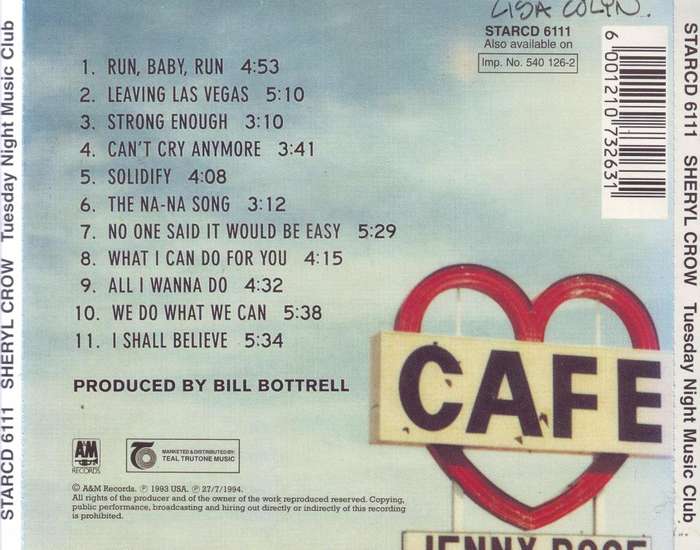 LISA COLYN.
STARCD 6111
Also available on
Imp. No. 540 126-2
6 001210 732631
1. RUN, BABY, RUN 4:53
2. LEAVING LAS VEGAS 5:10
3. STRONG ENOUGH 3:10
4. CAN'T CRY ANYMORE 3:41
5. SOLIDIFY 4:08
6. THE NA-NA SONG 3:12
7. NO ONE SAID IT WOULD BE EASY 5:29
8. WHAT I CAN DO FOR YOU 4:15
9. ALL I WANNA DO 4:32
10. WE DO WHAT WE CAN 5:38
11. I SHALL BELIEVE 5:34
PRODUCED BY BILL BOTTRELL
CAFE
A&M
RECORDS
MARKETED & DISTRIBUTED BY:
TEAL TRUTONE MUSIC
© A&M Records. ℗ 1993 USA. ℗ 27/7/1994.
All rights of the producer and of the owner of the work reproduced reserved. Copying,
public performance, broadcasting and hiring out directly or indirectly of this recording
is prohibited.
JENNY ROSE
STARCD 6111 SHERYL CROW Tuesday Night Music Club
STARCD 6111 SHERYL CROW Tuesday Night Music Club